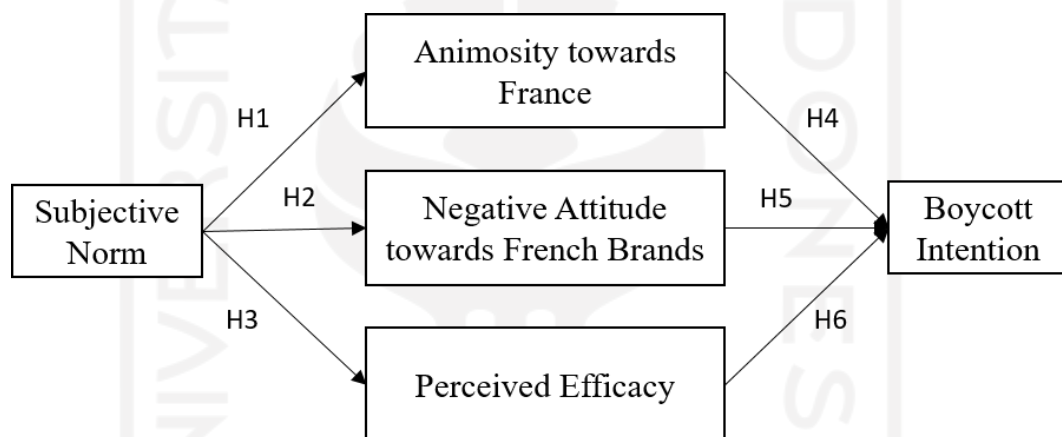 Animosity towards
France
H1
H4
Subjective
Norm
H2
Negative Attitude
towards French Brands
H5
Boycott
Intention
H3
H6
Perceived Efficacy